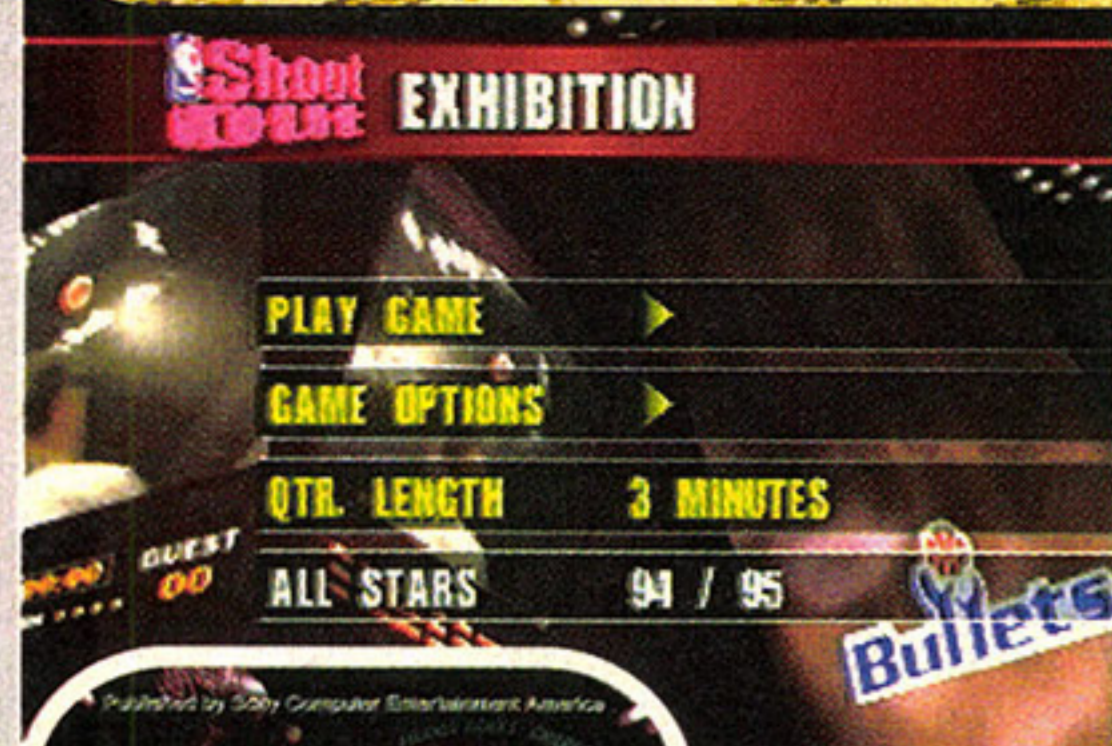 Shoot Out EXHIBITION
PLAY GAME
GAME OPTIONS
QTR. LENGTH 3 MINUTES
GUEST
00
ALL STARS 94 / 95
Bullets
Published by Sony Computer Entertainment America